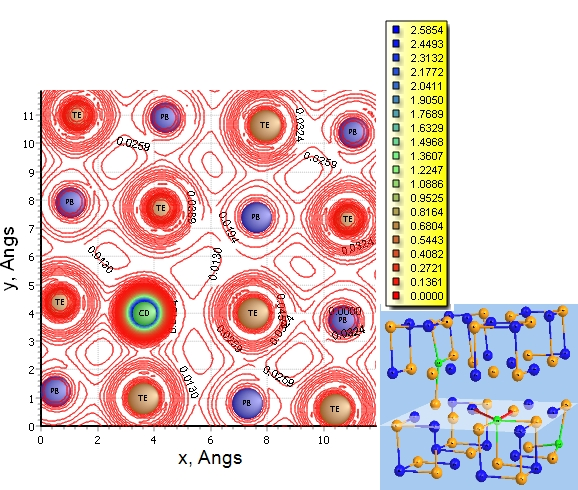 2.5854
2.4493
2.3132
2.1772
2.0411
1.9050
1.7689
1.6329
1.4968
1.3607
1.2247
1.0886
0.9525
0.8164
0.6804
0.5443
0.4082
0.2721
0.1361
0.0000
y, Angs
11
10
9
8
7
6
5
4
3
2
1
0
0
2
4
6
8
10
x, Angs
TE
PB
TE
PB
0.0324
0.0259
0.0259
PB
TE
PB
TE
0.0194
0.0324
0.0130
0.0130
TE
CD
TE
PB
0.0000
0.0324
0.0259
0.0130
0.0259
PB
TE
PB
TE